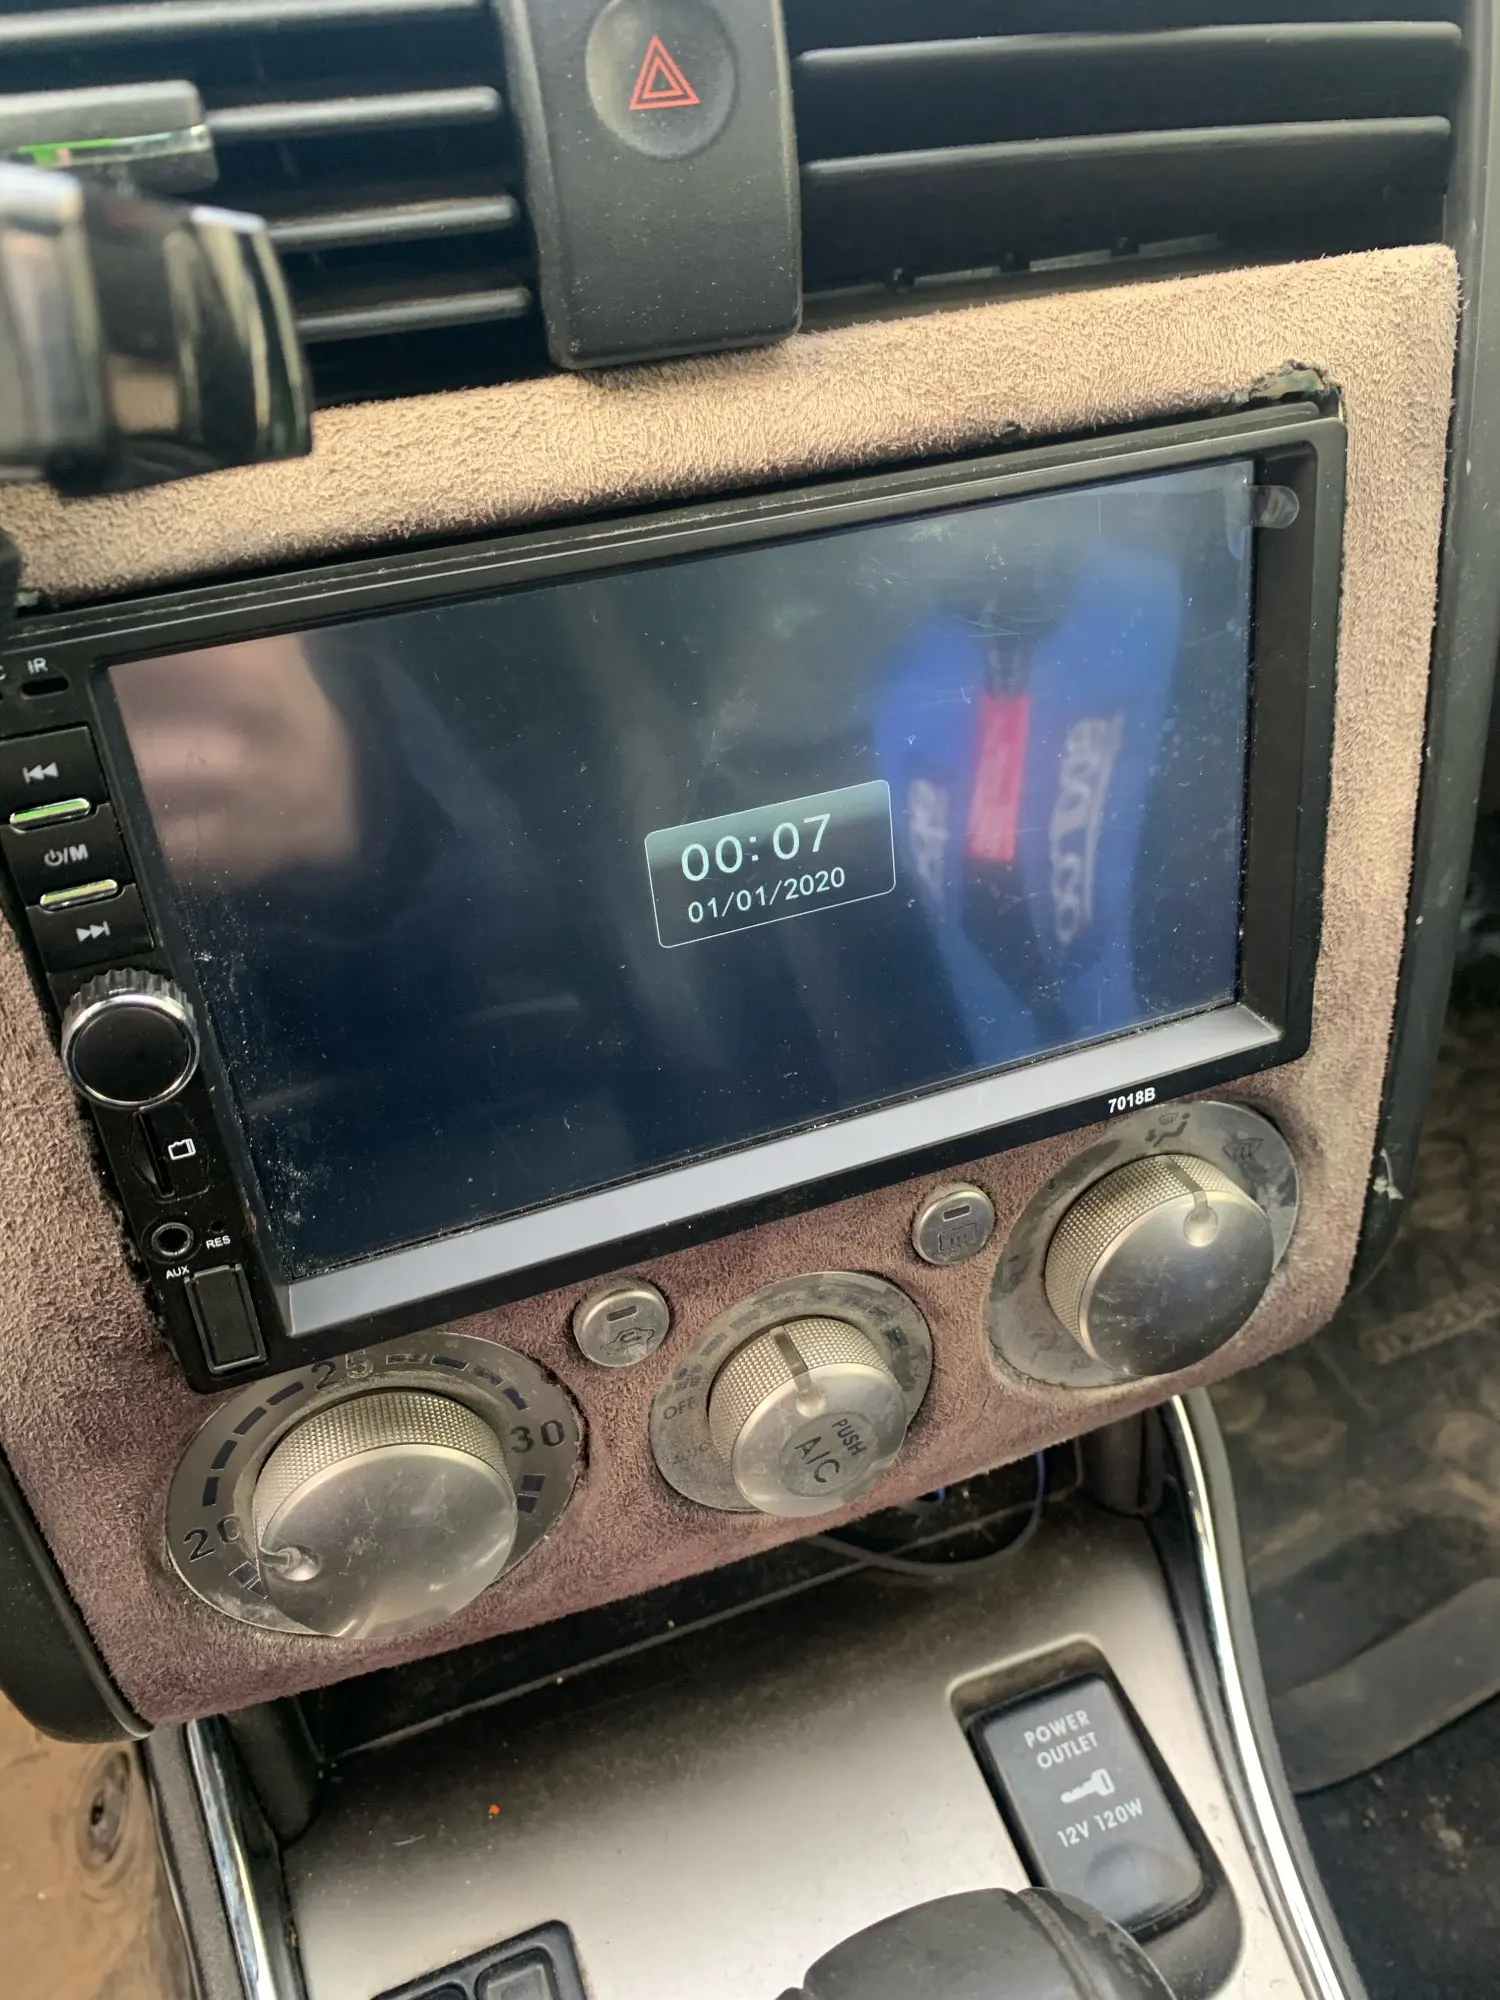 IR
00:07
01/01/2020
⏻/M
7018B
RES
AUX
25
30
20
OFF
PUSH
A/C
POWER
OUTLET
12V 120W